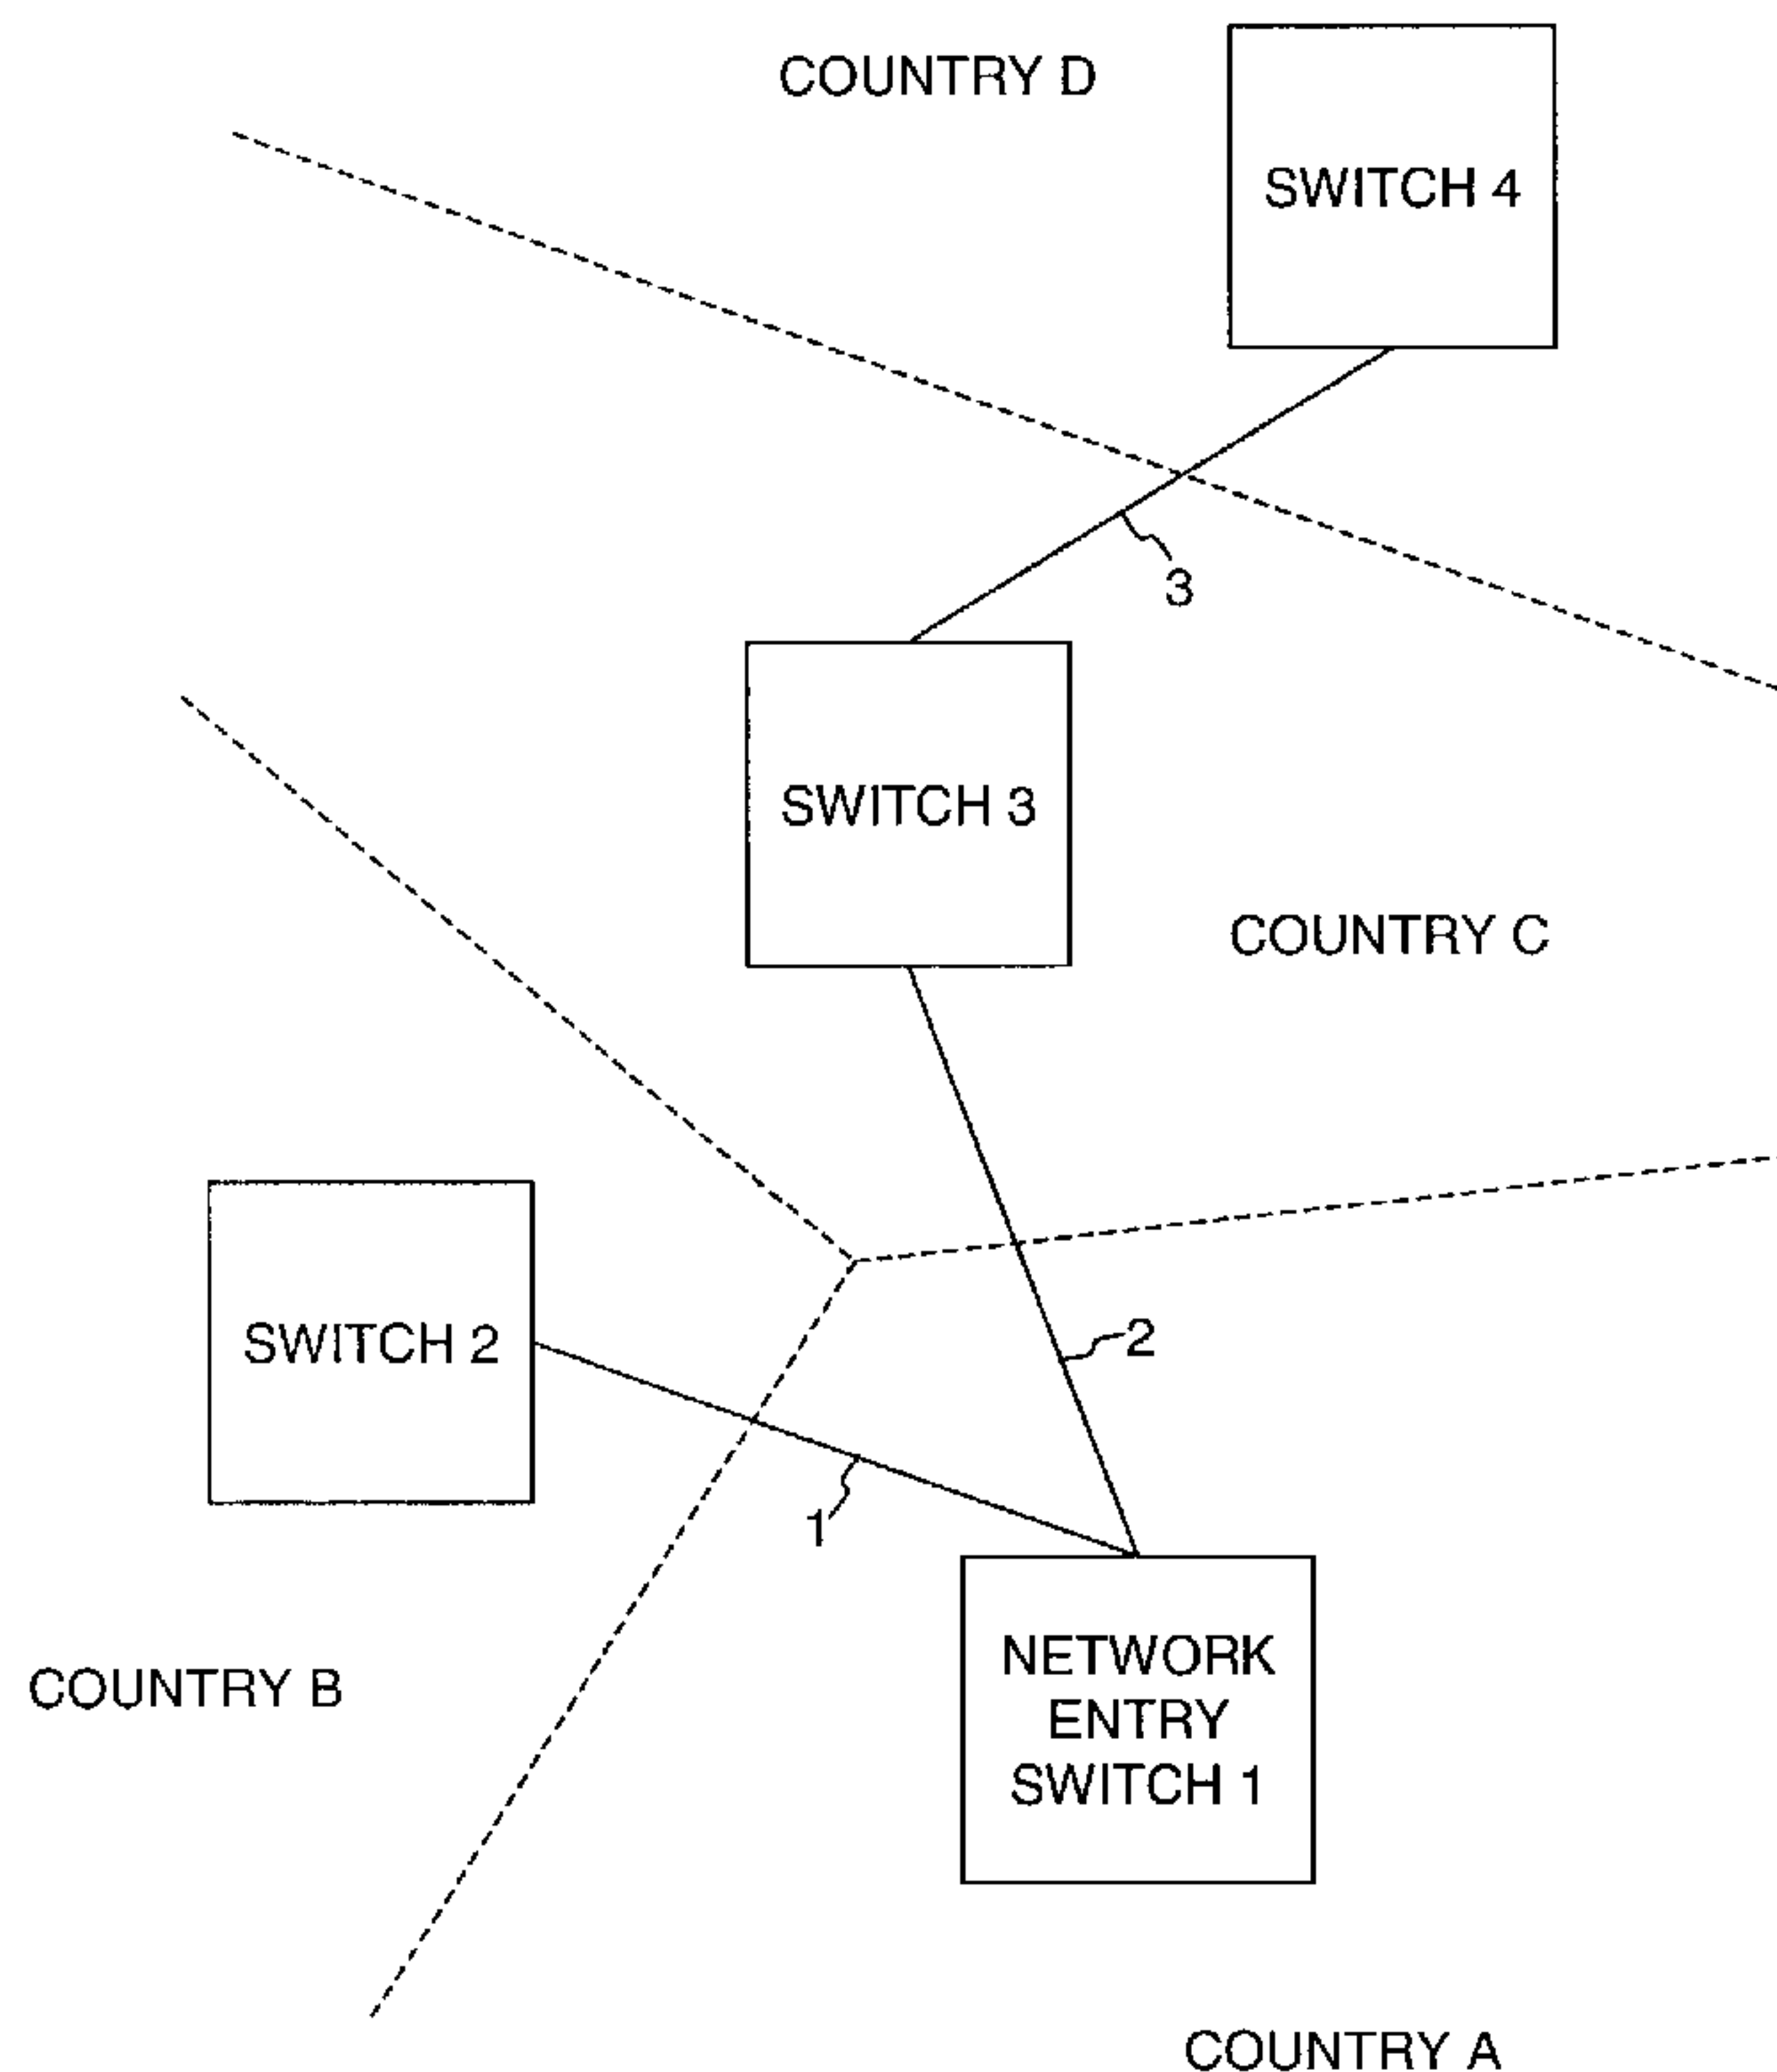 COUNTRY D
SWITCH 4
3
SWITCH 3
COUNTRY C
SWITCH 2
2
1
NETWORK
ENTRY
SWITCH 1
COUNTRY B
COUNTRY A